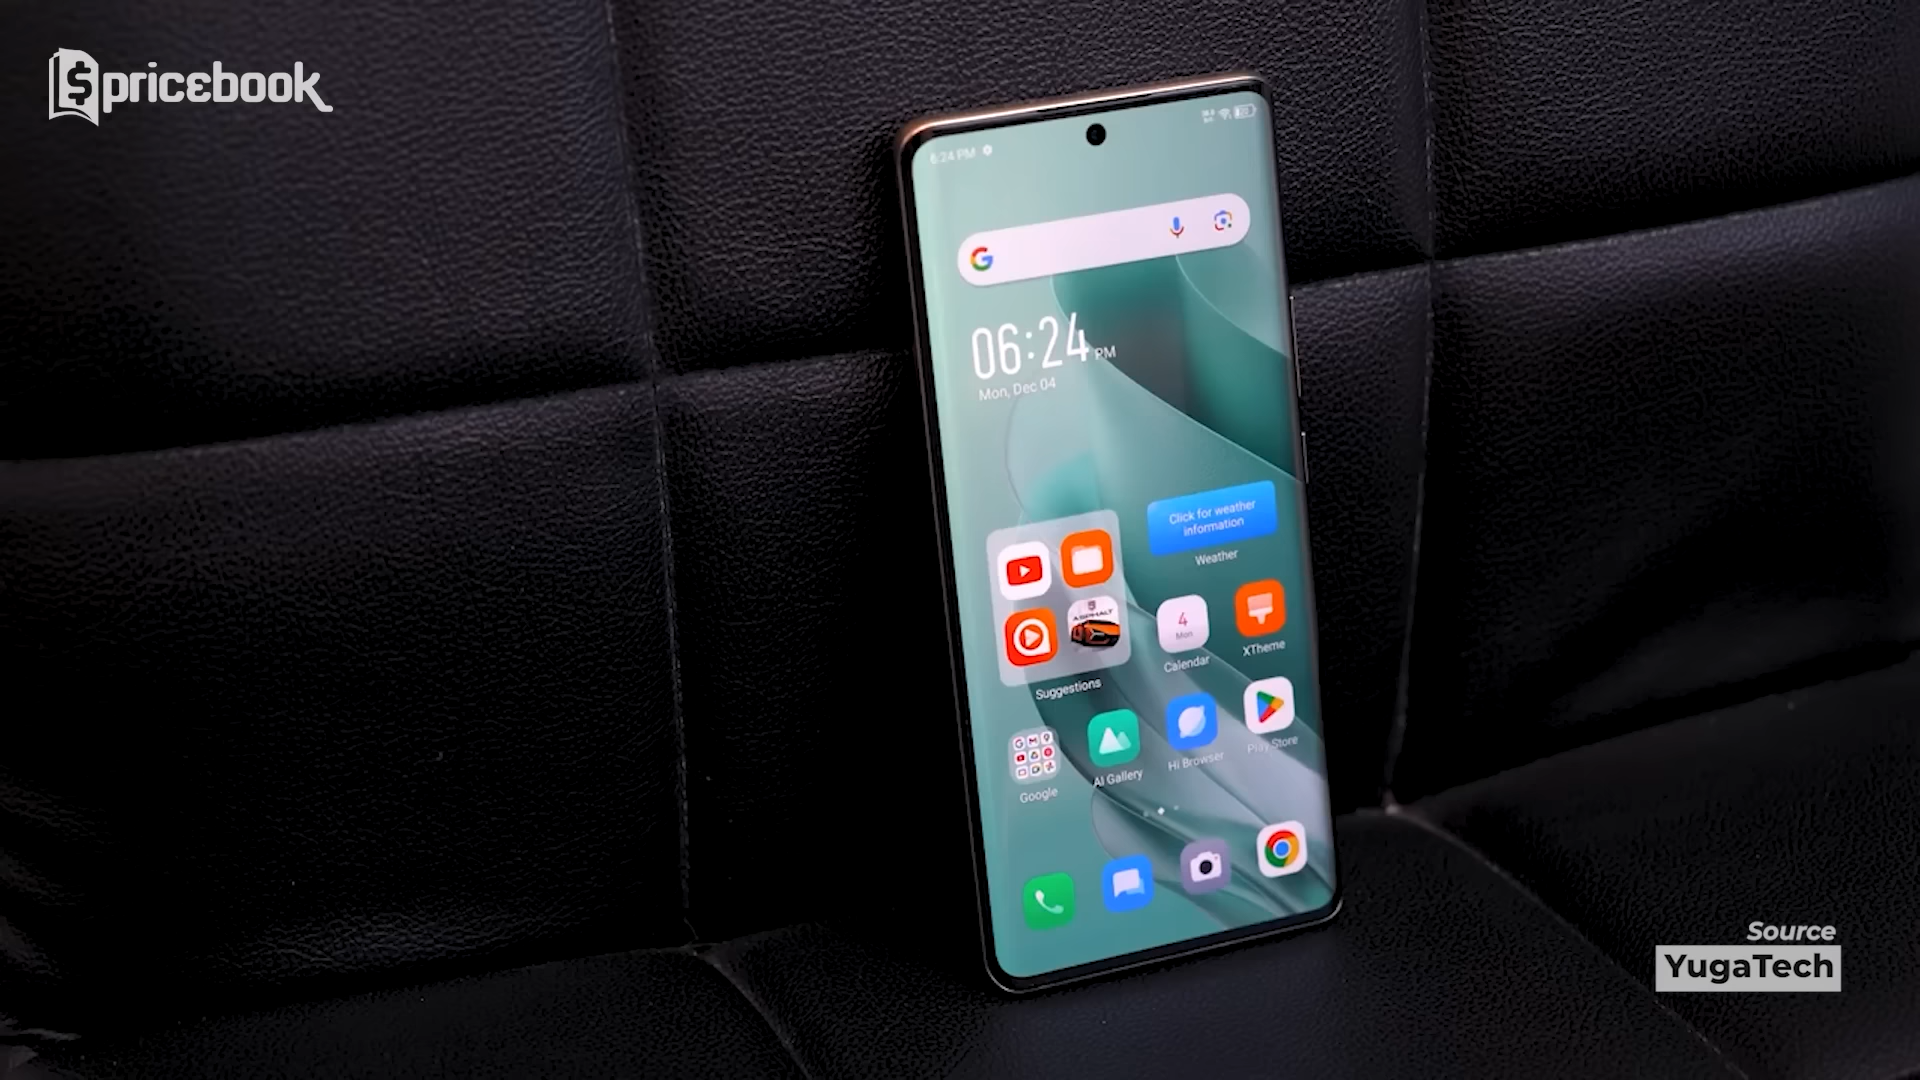 pricebook
6:24 PM
06:24 PM
Mon, Dec 04
Click for weather
information
Weather
ASPHALT
4
Mon
Calendar
XTheme
Suggestions
Google
AI Gallery
Hi Browser
Play Store
Source
YugaTech